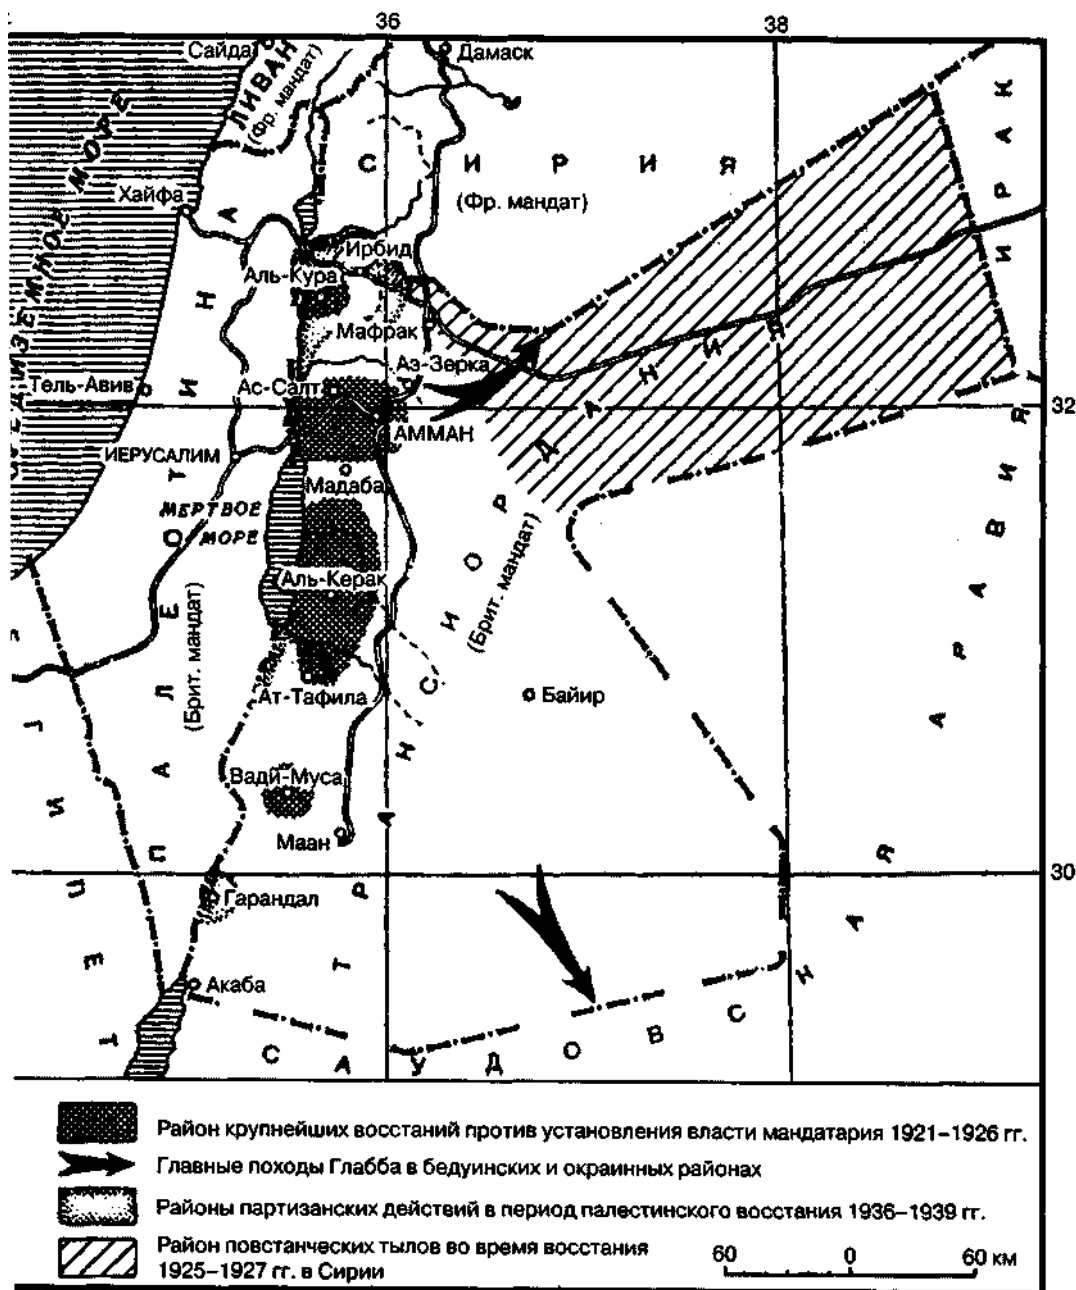 36
38
Сайда
Дамаск
ЛИВАН
(Фр. мандат)
СРЕДИЗЕМНОЕ МОРЕ
СИРИЯ
(Фр. мандат)
ИРАК
Хайфа
Ирбид
Аль-Кура
Мафрак
Аз-Зерка
Тель-Авив
Ас-Салт
32
АММАН
ИЕРУСАЛИМ
Мадаба
МЕРТВОЕ
МОРЕ
Аль-Керак
ПАЛЕСТИНА
(Брит. мандат)
ТРАНСИОРДАНИЯ
(Брит. мандат)
Ат-Тафила
Байир
Вади-Муса
Маан
30
Гарандал
Акаба
ЕГИПЕТ
САУДОВСКАЯ АРАВИЯ
Район крупнейших восстаний против установления власти мандатария 1921–1926 гг.
Главные походы Глабба в бедуинских и окраинных районах
Районы партизанских действий в период палестинского восстания 1936–1939 гг.
Район повстанческих тылов во время восстания
1925–1927 гг. в Сирии
60 0 60 км